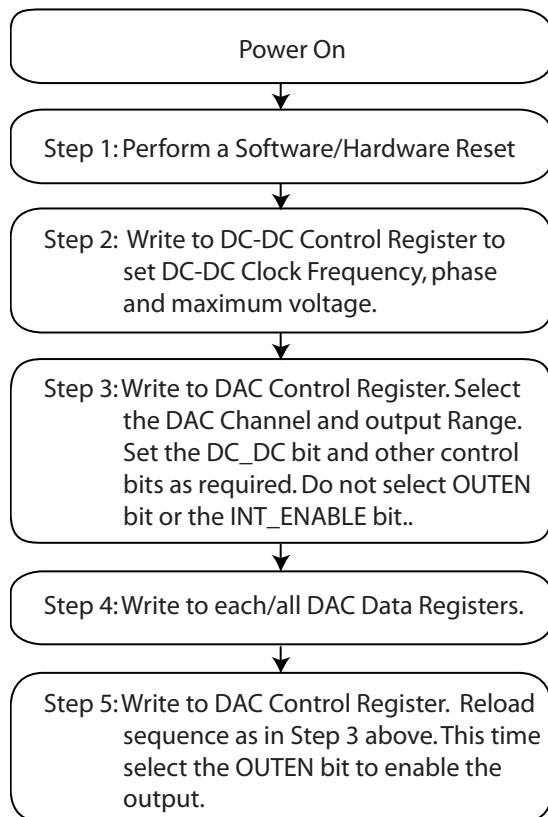 Power On
Step 1: Perform a Software/Hardware Reset
Step 2: Write to DC-DC Control Register to
set DC-DC Clock Frequency, phase
and maximum voltage.
Step 3: Write to DAC Control Register. Select
the DAC Channel and output Range.
Set the DC_DC bit and other control
bits as required. Do not select OUTEN
bit or the INT_ENABLE bit..
Step 4: Write to each/all DAC Data Registers.
Step 5: Write to DAC Control Register. Reload
sequence as in Step 3 above. This time
select the OUTEN bit to enable the
output.